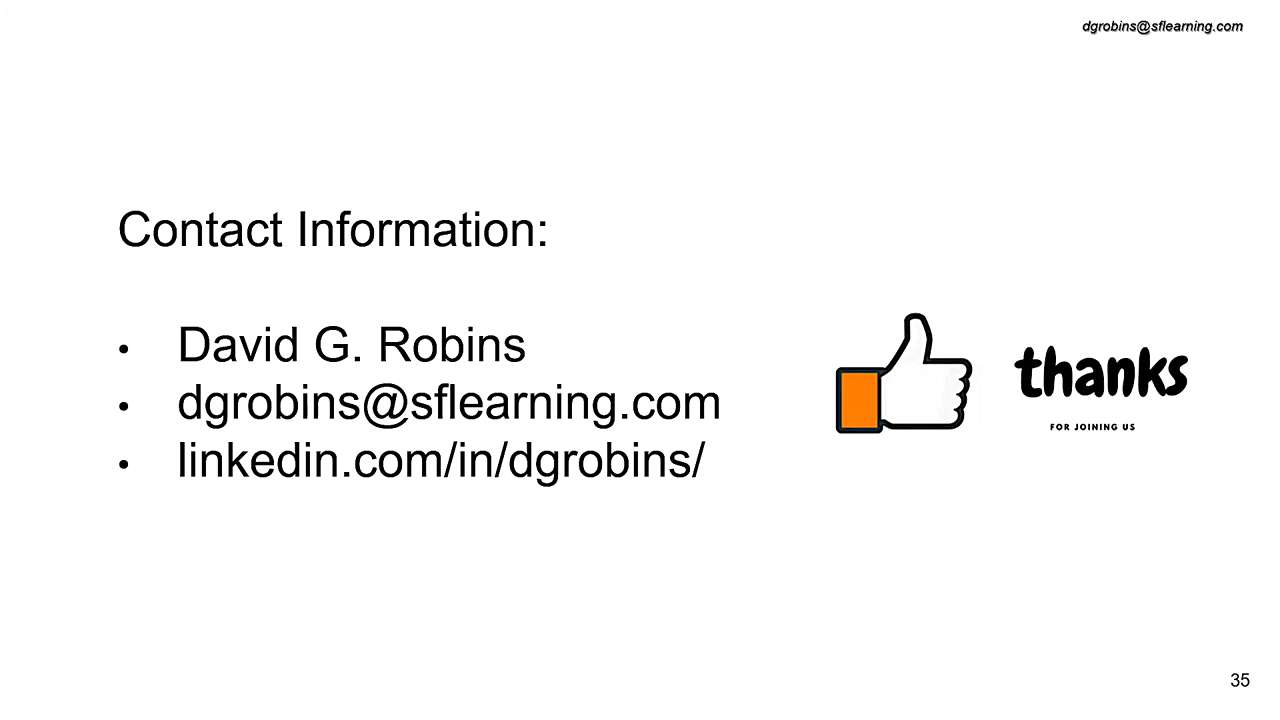 dgrobins@sflearning.com
Contact Information:
• David G. Robins
• dgrobins@sflearning.com
• linkedin.com/in/dgrobins/
thanks
FOR JOINING US
35